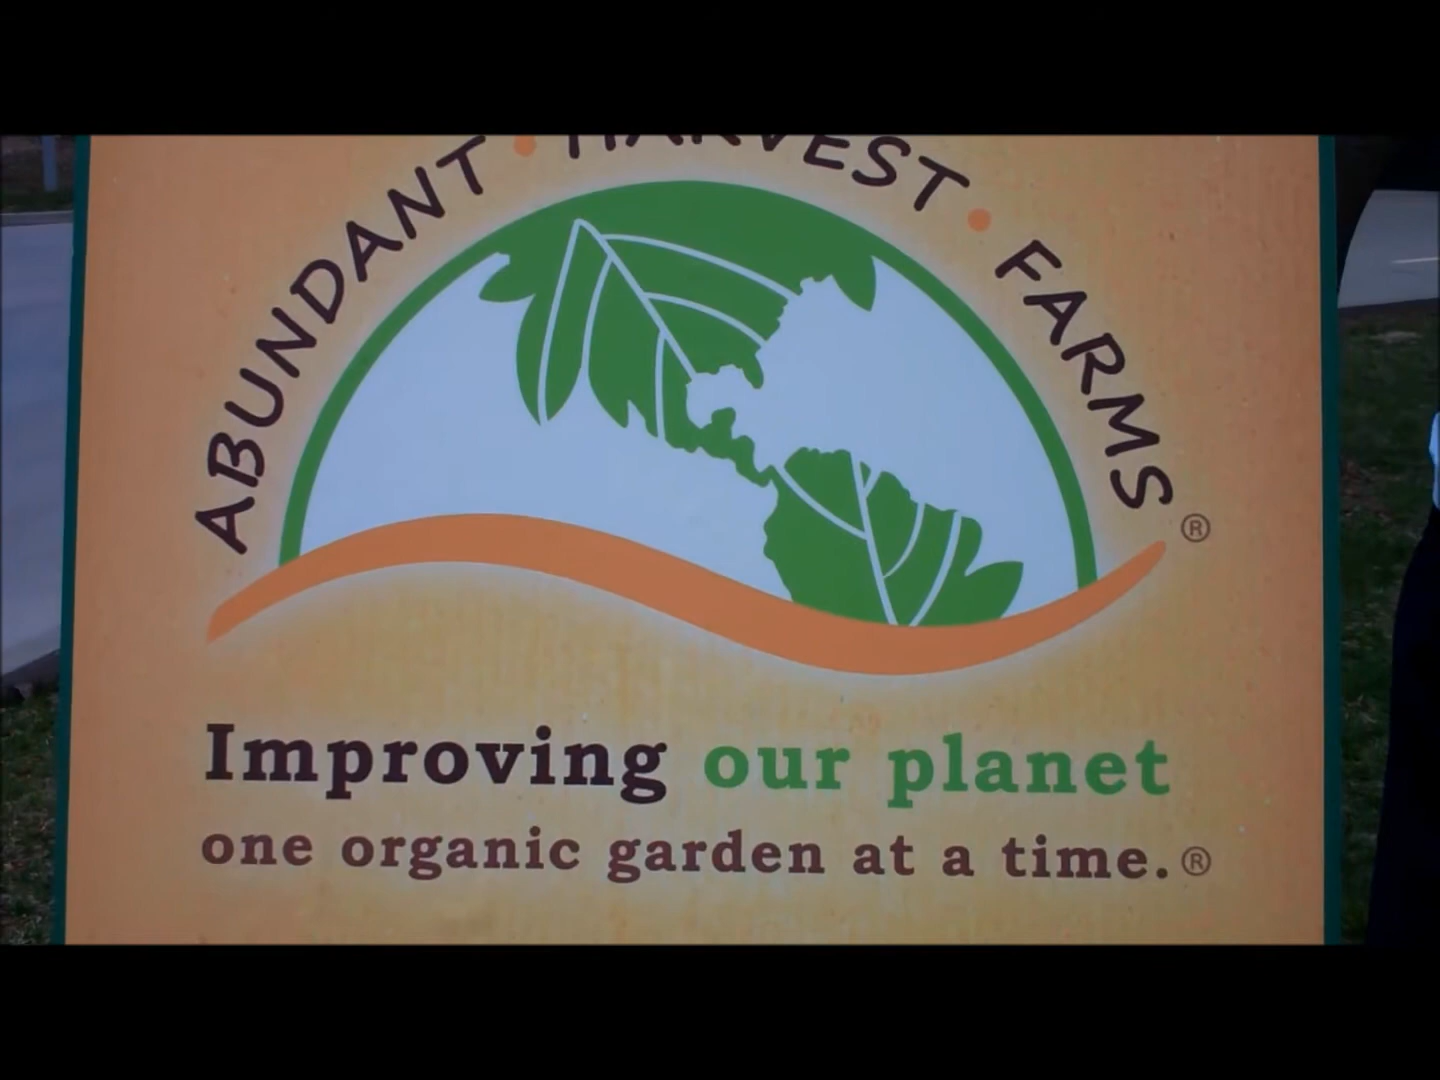 ABUNDANT • HARVEST • FARMS ®
Improving our planet
one organic garden at a time.®